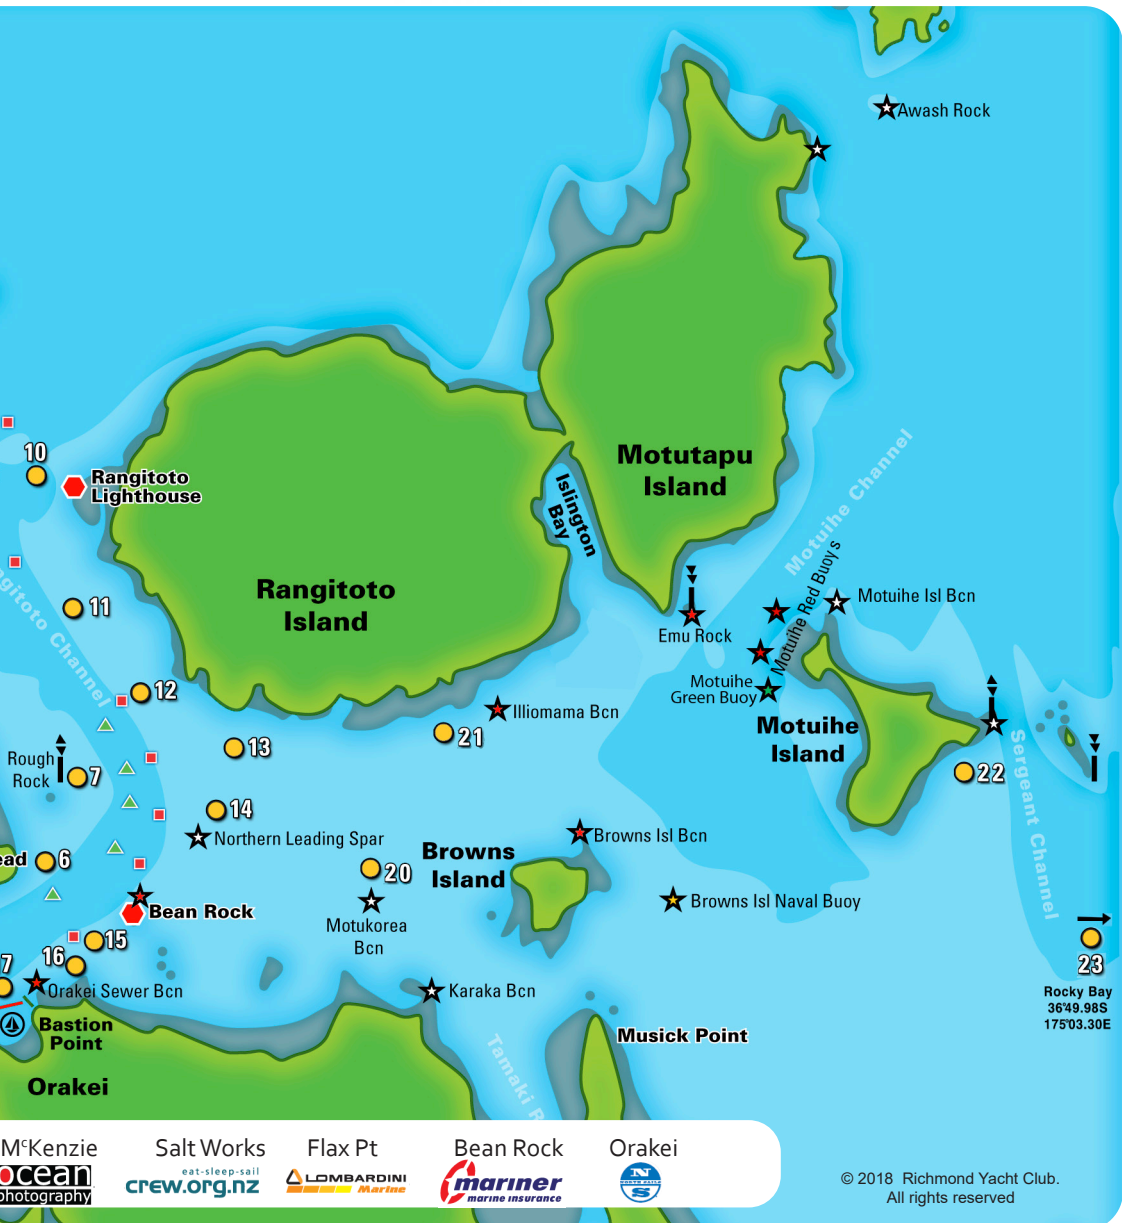 Awash Rock
10
Rangitoto
Lighthouse
Motutapu
Island
Islington
Bay
Motuihe Channel
Motuihe Red Buoy's
Motuihe Isl Bcn
Emu Rock
11
Rangitoto
Island
ngitoto Channel
12
Motuihe
Green Buoy
Illiomama Bcn
Motuihe
Island
21
13
Rough
Rock
7
22
Sergeant Channel
14
Northern Leading Spar
Browns Isl Bcn
ead
6
Browns
Island
20
Motukorea
Bcn
Browns Isl Naval Buoy
Bean Rock
15
16
7
23
Rocky Bay
36°49.98S
175°03.30E
Orakei Sewer Bcn
Karaka Bcn
Bastion
Point
Musick Point
Tamaki R
Orakei
McKenzie
Salt Works
Flax Pt
Bean Rock
Orakei
ocean
photography
eat-sleep-sail
crew.org.nz
LOMBARDINI
Marine
mariner
marine insurance
N
NORTH SAILS
S
© 2018 Richmond Yacht Club.
All rights reserved